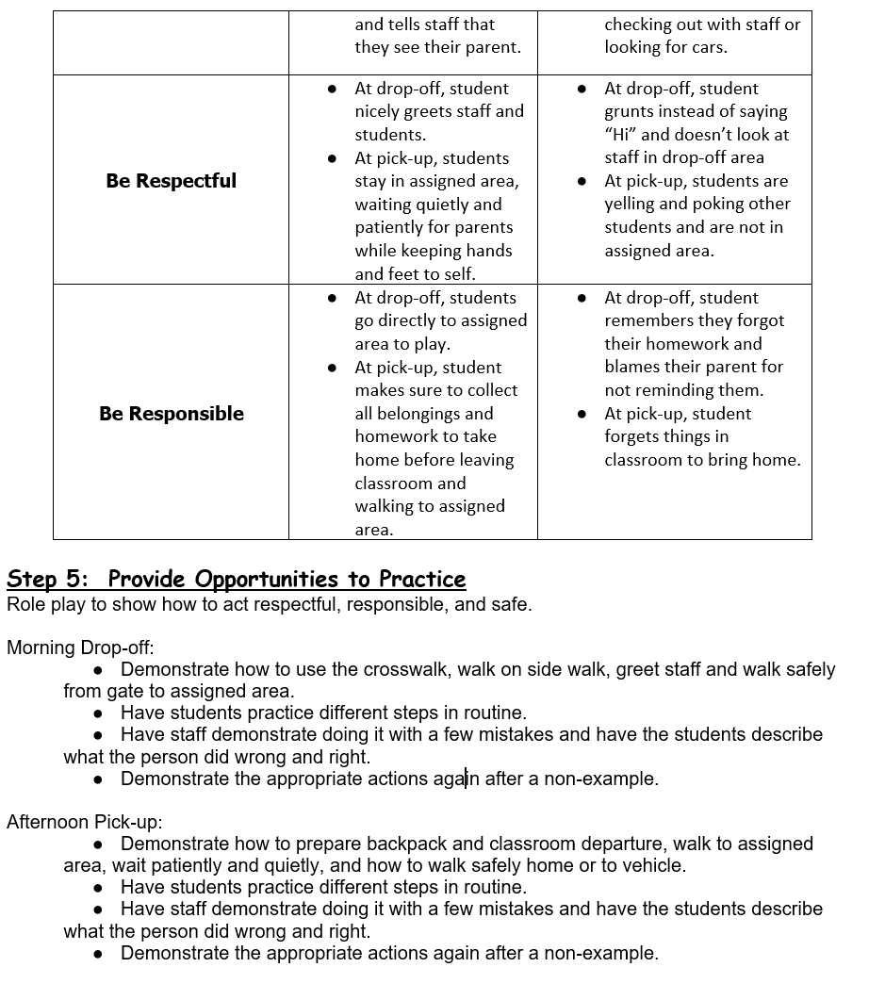 and tells staff that
they see their parent.
checking out with staff or
looking for cars.
Be Respectful
● At drop-off, student
nicely greets staff and
students.
● At pick-up, students
stay in assigned area,
waiting quietly and
patiently for parents
while keeping hands
and feet to self.
● At drop-off, student
grunts instead of saying
“Hi” and doesn’t look at
staff in drop-off area
● At pick-up, students are
yelling and poking other
students and are not in
assigned area.
Be Responsible
● At drop-off, students
go directly to assigned
area to play.
● At pick-up, student
makes sure to collect
all belongings and
homework to take
home before leaving
classroom and
walking to assigned
area.
● At drop-off, student
remembers they forgot
their homework and
blames their parent for
not reminding them.
● At pick-up, student
forgets things in
classroom to bring home.
Step 5: Provide Opportunities to Practice
Role play to show how to act respectful, responsible, and safe.
Morning Drop-off:
● Demonstrate how to use the crosswalk, walk on side walk, greet staff and walk safely
from gate to assigned area.
● Have students practice different steps in routine.
● Have staff demonstrate doing it with a few mistakes and have the students describe
what the person did wrong and right.
● Demonstrate the appropriate actions again after a non-example.
Afternoon Pick-up:
● Demonstrate how to prepare backpack and classroom departure, walk to assigned
area, wait patiently and quietly, and how to walk safely home or to vehicle.
● Have students practice different steps in routine.
● Have staff demonstrate doing it with a few mistakes and have the students describe
what the person did wrong and right.
● Demonstrate the appropriate actions again after a non-example.